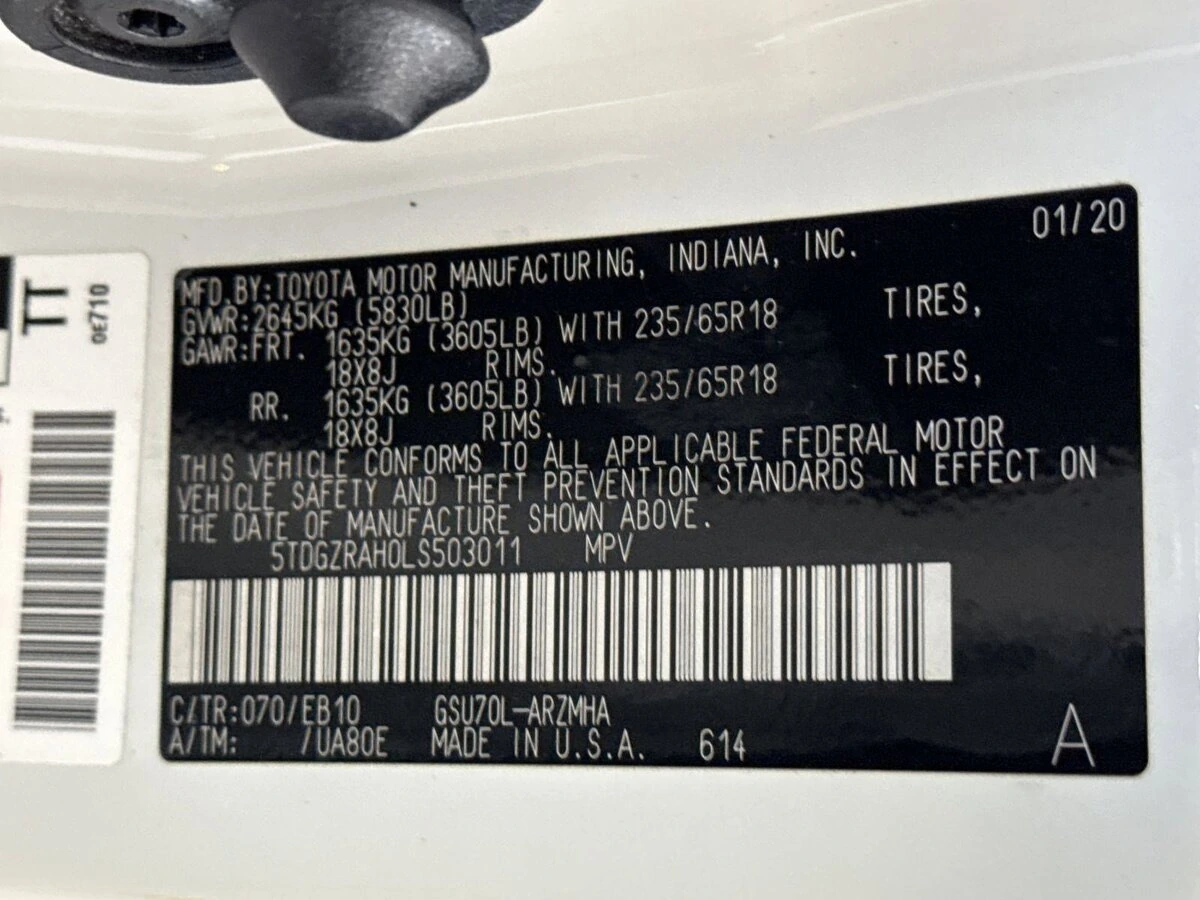 MFD.BY:TOYOTA MOTOR MANUFACTURING, INDIANA, INC. 01/20
GVWR:2645KG (5830LB)
GAWR:FRT. 1635KG (3605LB) WITH 235/65R18 TIRES,
18X8J RIMS.
RR. 1635KG (3605LB) WITH 235/65R18 TIRES,
18X8J RIMS.
THIS VEHICLE CONFORMS TO ALL APPLICABLE FEDERAL MOTOR
VEHICLE SAFETY AND THEFT PREVENTION STANDARDS IN EFFECT ON
THE DATE OF MANUFACTURE SHOWN ABOVE.
5TDGZRAH0LS503011 MPV
C/TR:070/EB10 GSU70L-ARZMHA
A/TM: /UA80E MADE IN U.S.A. 614
A
TT
0E710